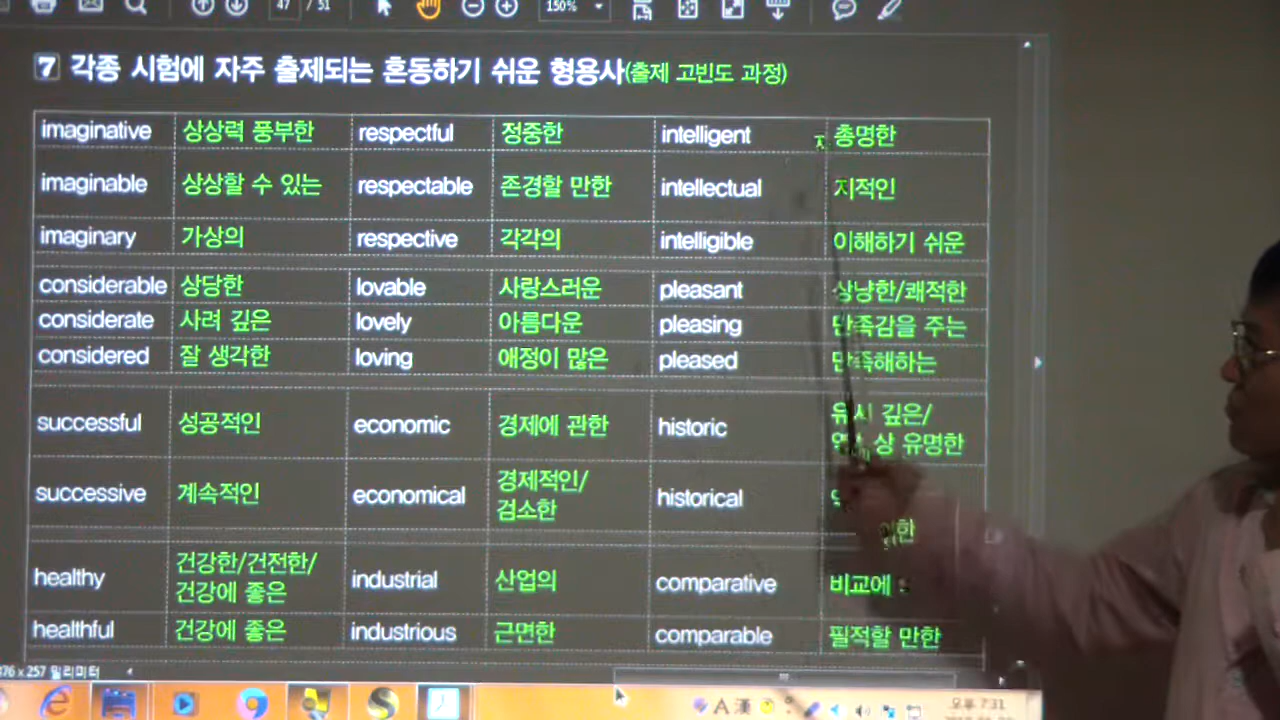 47 / 51
150%
7 각종 시험에 자주 출제되는 혼동하기 쉬운 형용사(출제 고빈도 과정)
imaginative 상상력 풍부한 respectful 정중한 intelligent 총명한
imaginable 상상할 수 있는 respectable 존경할 만한 intellectual 지적인
imaginary 가상의 respective 각각의 intelligible 이해하기 쉬운
considerable 상당한 lovable 사랑스러운 pleasant 상냥한/쾌적한
considerate 사려 깊은 lovely 아름다운 pleasing 만족감을 주는
considered 잘 생각한 loving 애정이 많은 pleased 만족해하는
successful 성공적인 economic 경제에 관한 historic 깊은/
상 유명한
successive 계속적인 economical 경제적인/
검소한 historical
healthy 건강한/건전한/
건강에 좋은 industrial 산업의 comparative 비교에
healthful 건강에 좋은 industrious 근면한 comparable 필적할 만한
x 257 밀리미터
A 漢
오후 7:31